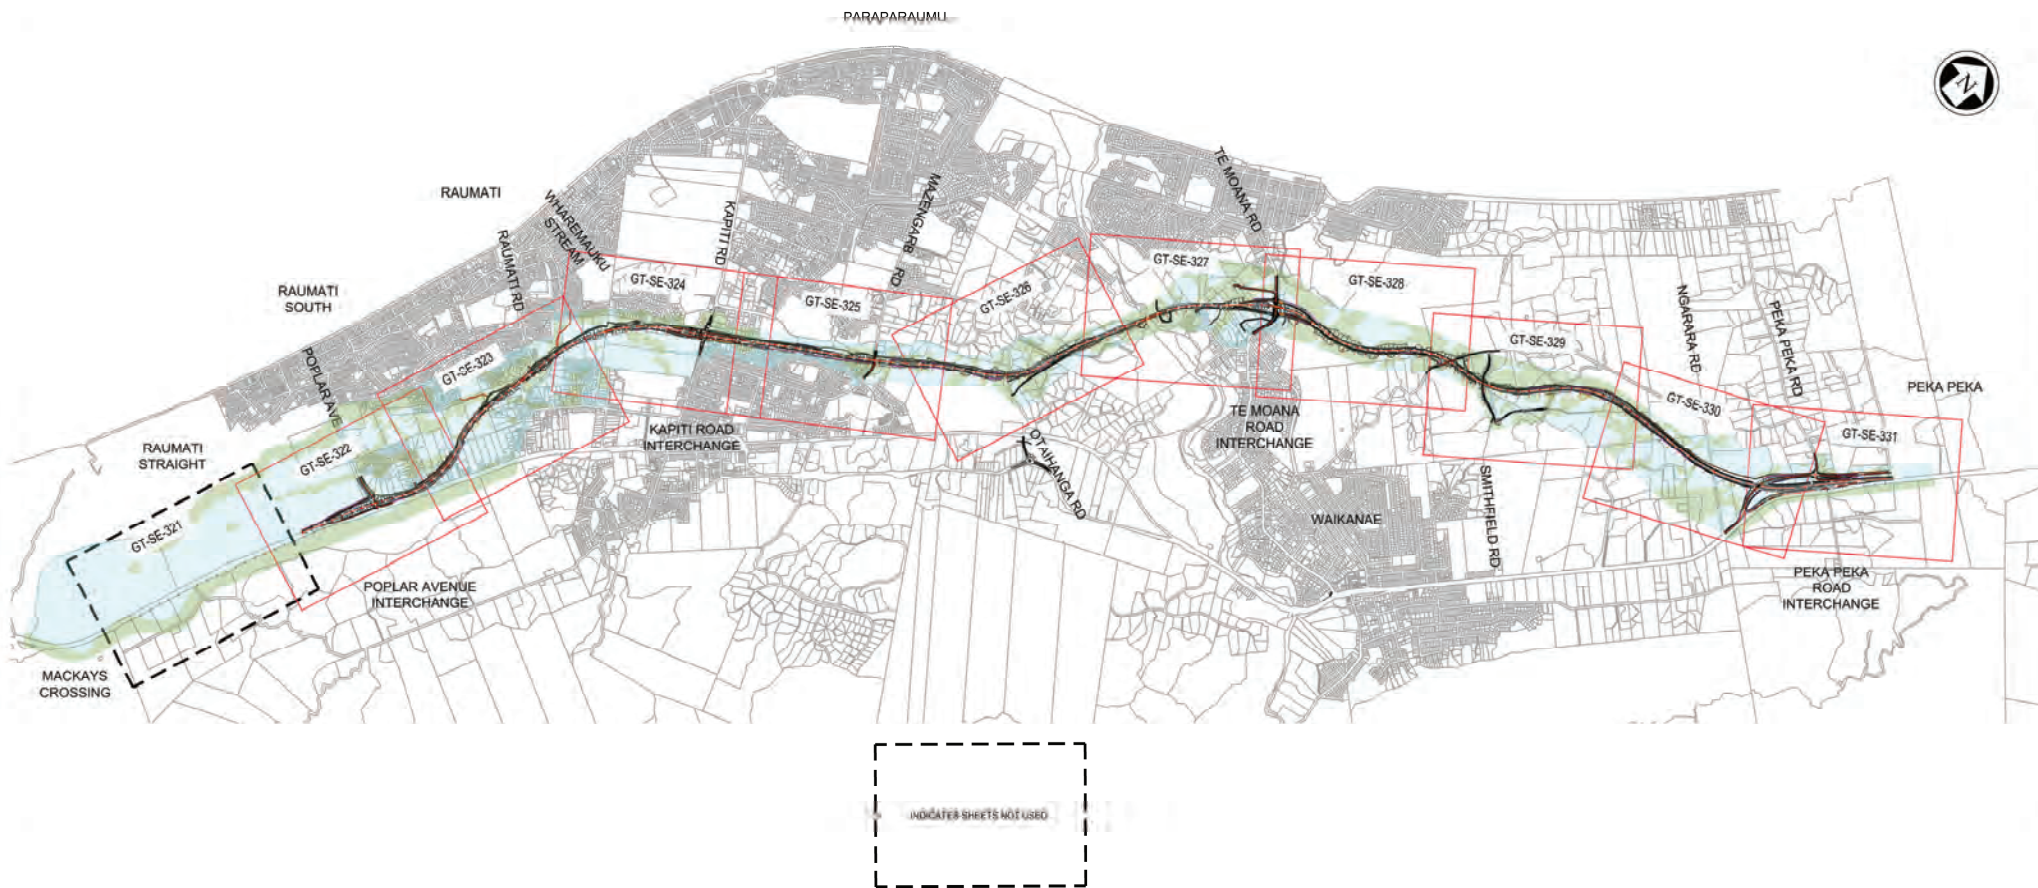 PARAPARAUMU
N
RAUMATI
WHAREMAUKU
STREAM
KAPITI RD
MAZENGARB RD
TE MOANA RD
RAUMATI RD
RAUMATI
SOUTH
POPLAR AVE
GT-SE-323
GT-SE-324
GT-SE-325
GT-SE-326
GT-SE-327
GT-SE-328
GT-SE-329
NGARARA RD
PEKA PEKA RD
GT-SE-330
PEKA PEKA
GT-SE-331
RAUMATI
STRAIGHT
GT-SE-322
GT-SE-321
KAPITI ROAD
INTERCHANGE
OTAIHANGA RD
TE MOANA
ROAD
INTERCHANGE
WAIKANAE
SMITHFIELD RD
POPLAR AVENUE
INTERCHANGE
PEKA PEKA
ROAD
INTERCHANGE
MACKAYS
CROSSING
INDICATES SHEETS NOT USED